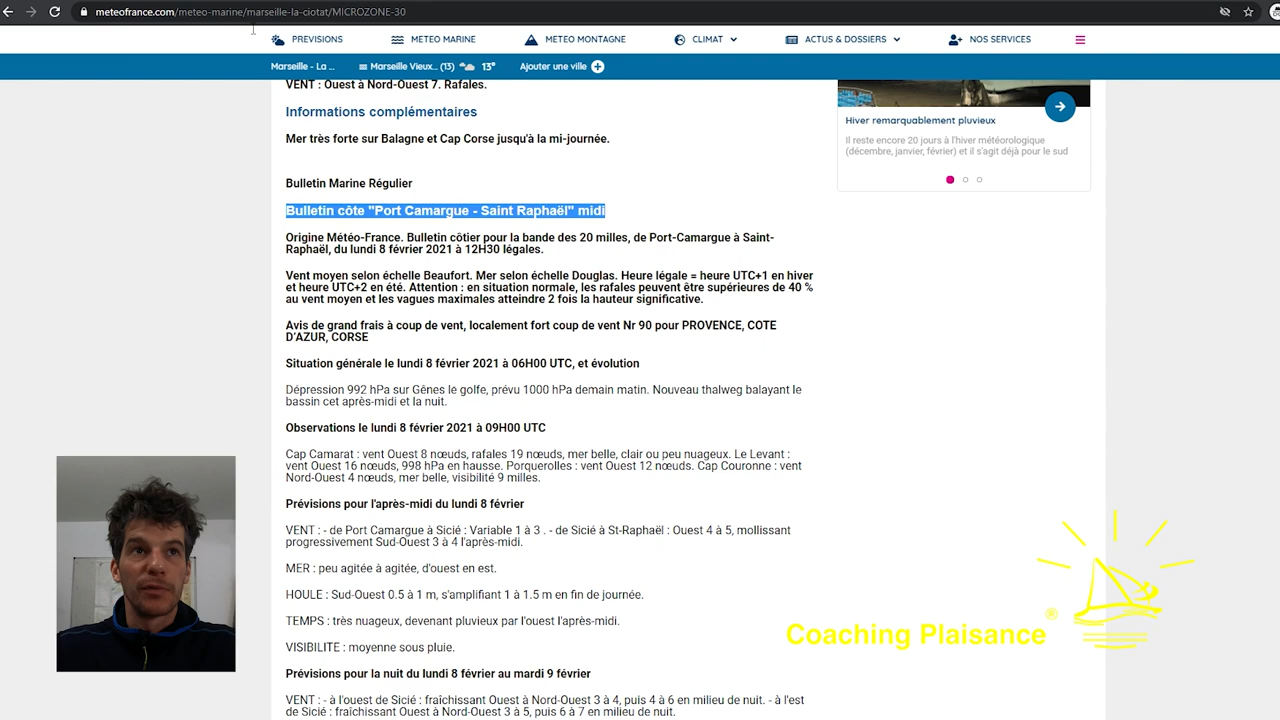 meteofrance.com/meteo-marine/marseille-la-ciotat/MICROZONE-30
PREVISIONS
METEO MARINE
METEO MONTAGNE
CLIMAT
ACTUS & DOSSIERS
NOS SERVICES
Marseille - La ...
Marseille Vieux... (13)
13°
Ajouter une ville
VENT : Ouest à Nord-Ouest 7. Rafales.
Informations complémentaires
Mer très forte sur Balagne et Cap Corse jusqu'à la mi-journée.
Bulletin Marine Régulier
Bulletin côte "Port Camargue - Saint Raphaël" midi
Origine Météo-France. Bulletin côtier pour la bande des 20 milles, de Port-Camargue à Saint-
Raphaël, du lundi 8 février 2021 à 12H30 légales.
Vent moyen selon échelle Beaufort. Mer selon échelle Douglas. Heure légale = heure UTC+1 en hiver
et heure UTC+2 en été. Attention : en situation normale, les rafales peuvent être supérieures de 40 %
au vent moyen et les vagues maximales atteindre 2 fois la hauteur significative.
Avis de grand frais à coup de vent, localement fort coup de vent Nr 90 pour PROVENCE, COTE
D'AZUR, CORSE
Situation générale le lundi 8 février 2021 à 06H00 UTC, et évolution
Dépression 992 hPa sur Gênes le golfe, prévu 1000 hPa demain matin. Nouveau thalweg balayant le
bassin cet après-midi et la nuit.
Observations le lundi 8 février 2021 à 09H00 UTC
Cap Camarat : vent Ouest 8 nœuds, rafales 19 nœuds, mer belle, clair ou peu nuageux. Le Levant :
vent Ouest 16 nœuds, 998 hPa en hausse. Porquerolles : vent Ouest 12 nœuds. Cap Couronne : vent
Nord-Ouest 4 nœuds, mer belle, visibilité 9 milles.
Prévisions pour l'après-midi du lundi 8 février
VENT : - de Port Camargue à Sicié : Variable 1 à 3 . - de Sicié à St-Raphaël : Ouest 4 à 5, mollissant
progressivement Sud-Ouest 3 à 4 l'après-midi.
MER : peu agitée à agitée, d'ouest en est.
HOULE : Sud-Ouest 0.5 à 1 m, s'amplifiant 1 à 1.5 m en fin de journée.
TEMPS : très nuageux, devenant pluvieux par l'ouest l'après-midi.
VISIBILITE : moyenne sous pluie.
Prévisions pour la nuit du lundi 8 février au mardi 9 février
VENT : - à l'ouest de Sicié : fraîchissant Ouest à Nord-Ouest 3 à 4, puis 4 à 6 en milieu de nuit. - à l'est
de Sicié : fraîchissant Ouest à Nord-Ouest 3 à 5, puis 6 à 7 en milieu de nuit.
Hiver remarquablement pluvieux
Il reste encore 20 jours à l'hiver météorologique
(décembre, janvier, février) et il s'agit déjà pour le sud
Coaching Plaisance®